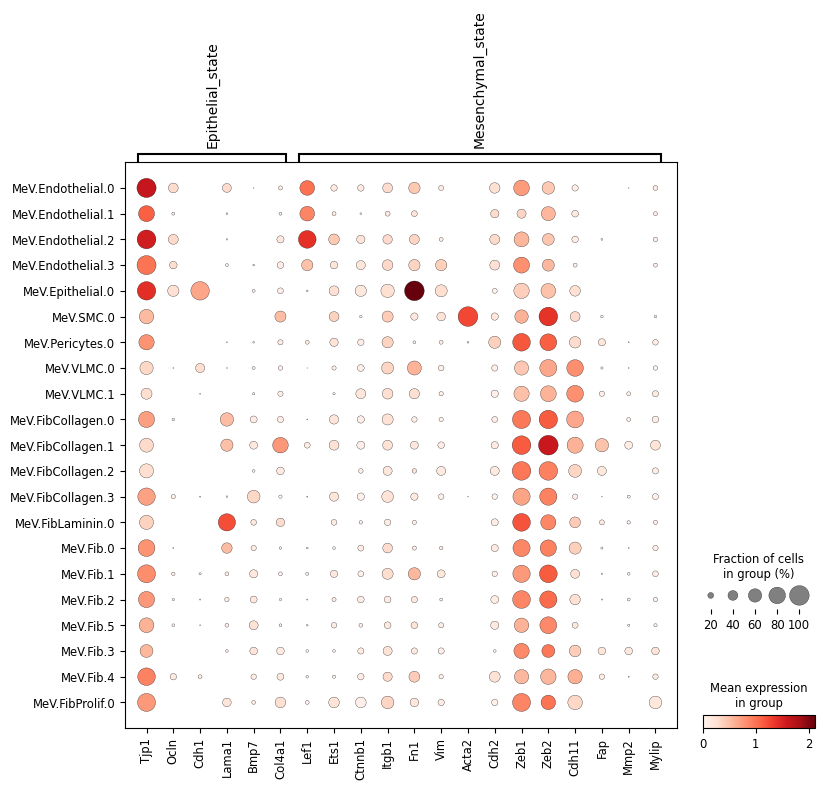 Epithelial_state
Mesenchymal_state
MeV.Endothelial.0
MeV.Endothelial.1
MeV.Endothelial.2
MeV.Endothelial.3
MeV.Epithelial.0
MeV.SMC.0
MeV.Pericytes.0
MeV.VLMC.0
MeV.VLMC.1
MeV.FibCollagen.0
MeV.FibCollagen.1
MeV.FibCollagen.2
MeV.FibCollagen.3
MeV.FibLaminin.0
MeV.Fib.0
MeV.Fib.1
MeV.Fib.2
MeV.Fib.5
MeV.Fib.3
MeV.Fib.4
MeV.FibProlif.0
Tjp1
Ocln
Cdh1
Lama1
Bmp7
Col4a1
Lef1
Ets1
Ctnnb1
Itgb1
Fn1
Vim
Acta2
Cdh2
Zeb1
Zeb2
Cdh11
Fap
Mmp2
Mylip
Fraction of cells
in group (%)
20 40 60 80 100
Mean expression
in group
0 1 2